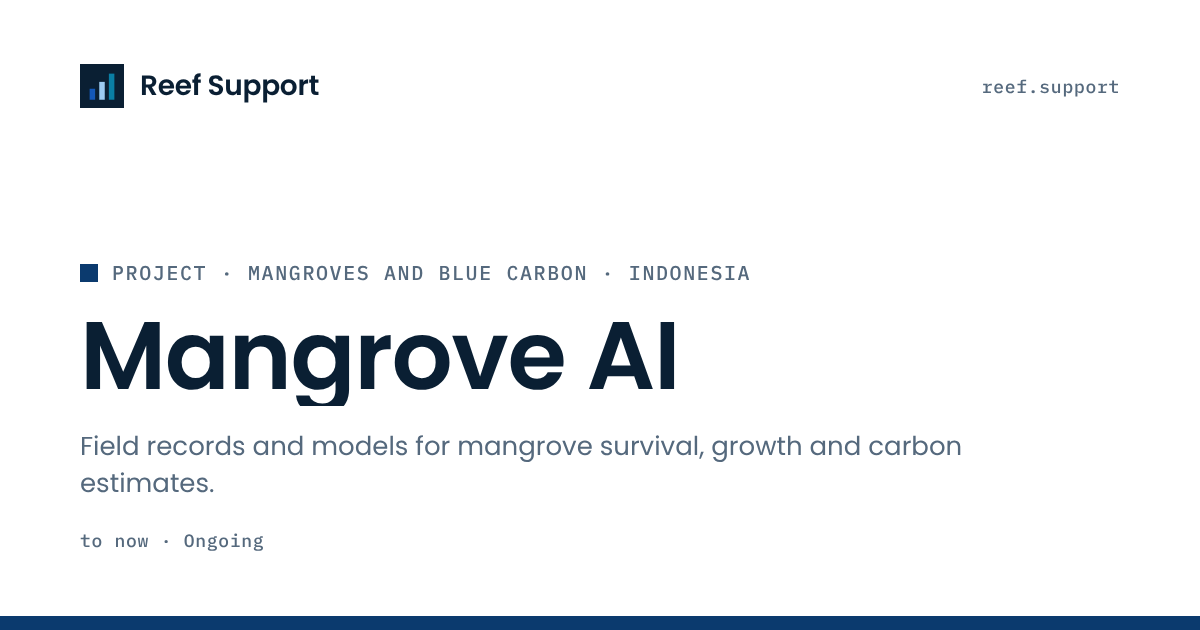 Reef Support
reef.support
PROJECT · MANGROVES AND BLUE CARBON · INDONESIA
Mangrove AI
Field records and models for mangrove survival, growth and carbon
estimates.
to now · Ongoing